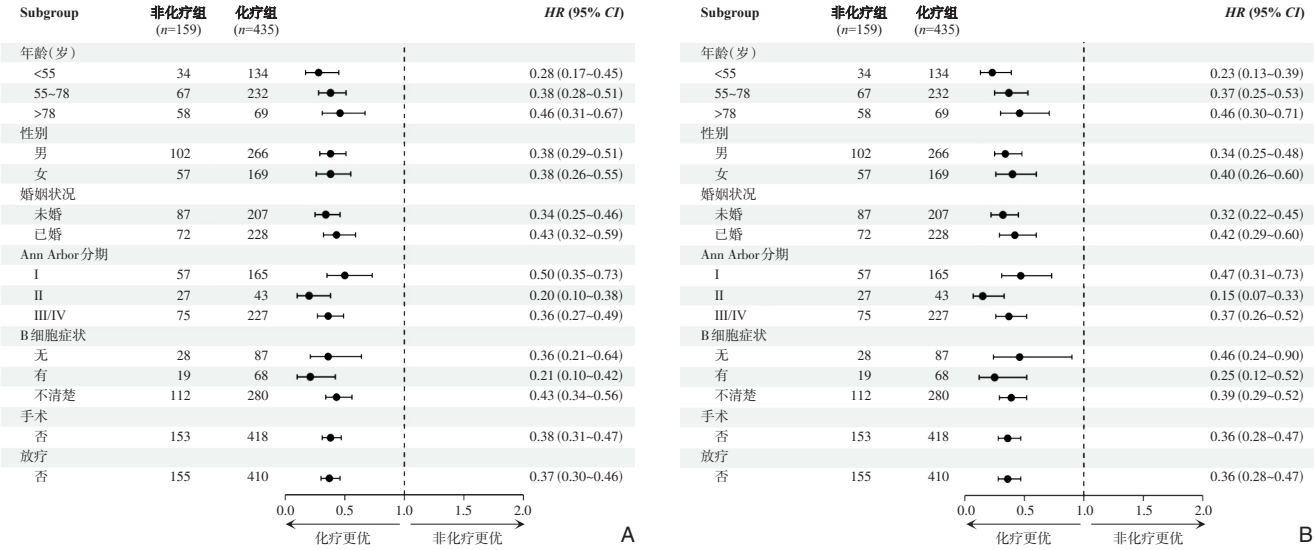 Subgroup 非化疗组 化疗组 HR (95% CI)
(n=159) (n=435)
年龄(岁)
<55 34 134 0.28 (0.17~0.45)
55~78 67 232 0.38 (0.28~0.51)
>78 58 69 0.46 (0.31~0.67)
性别
男 102 266 0.38 (0.29~0.51)
女 57 169 0.38 (0.26~0.55)
婚姻状况
未婚 87 207 0.34 (0.25~0.46)
已婚 72 228 0.43 (0.32~0.59)
Ann Arbor分期
I 57 165 0.50 (0.35~0.73)
II 27 43 0.20 (0.10~0.38)
III/IV 75 227 0.36 (0.27~0.49)
B细胞症状
无 28 87 0.36 (0.21~0.64)
有 19 68 0.21 (0.10~0.42)
不清楚 112 280 0.43 (0.34~0.56)
手术
否 153 418 0.38 (0.31~0.47)
放疗
否 155 410 0.37 (0.30~0.46)
0.0 0.5 1.0 1.5 2.0
化疗更优 非化疗更优 A
Subgroup 非化疗组 化疗组 HR (95% CI)
(n=159) (n=435)
年龄(岁)
<55 34 134 0.23 (0.13~0.39)
55~78 67 232 0.37 (0.25~0.53)
>78 58 69 0.46 (0.30~0.71)
性别
男 102 266 0.34 (0.25~0.48)
女 57 169 0.40 (0.26~0.60)
婚姻状况
未婚 87 207 0.32 (0.22~0.45)
已婚 72 228 0.42 (0.29~0.60)
Ann Arbor分期
I 57 165 0.47 (0.31~0.73)
II 27 43 0.15 (0.07~0.33)
III/IV 75 227 0.37 (0.26~0.52)
B细胞症状
无 28 87 0.46 (0.24~0.90)
有 19 68 0.25 (0.12~0.52)
不清楚 112 280 0.39 (0.29~0.52)
手术
否 153 418 0.36 (0.28~0.47)
放疗
否 155 410 0.36 (0.28~0.47)
0.0 0.5 1.0 1.5 2.0
化疗更优 非化疗更优 B